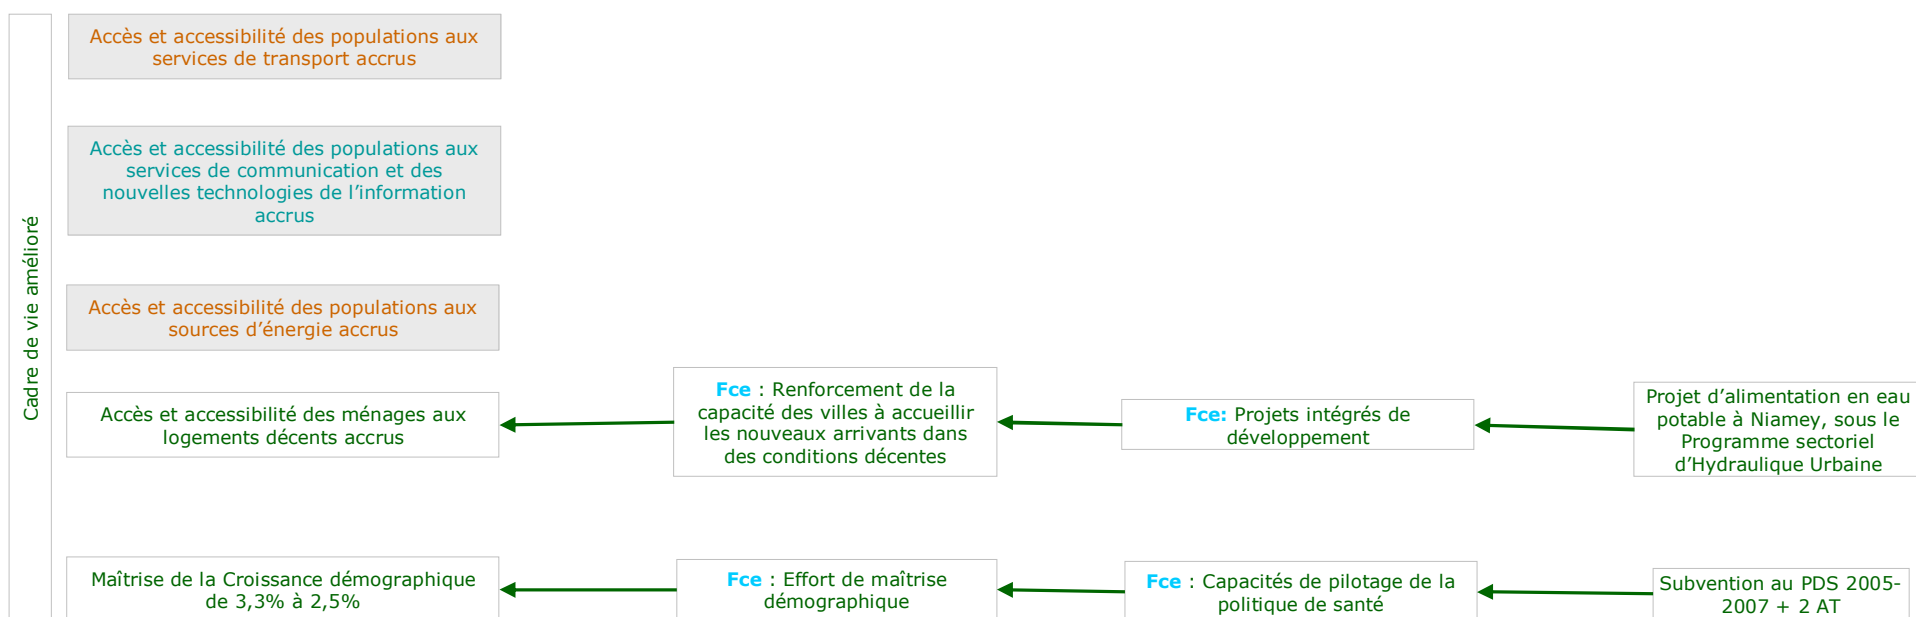 Cadre de vie amélioré
Accès et accessibilité des populations aux
services de transport accrus
Accès et accessibilité des populations aux
services de communication et des
nouvelles technologies de l’information
accrus
Accès et accessibilité des populations aux
sources d’énergie accrus
Accès et accessibilité des ménages aux
logements décents accrus
Fce : Renforcement de la
capacité des villes à accueillir
les nouveaux arrivants dans
des conditions décentes
Fce: Projets intégrés de
développement
Projet d’alimentation en eau
potable à Niamey, sous le
Programme sectoriel
d’Hydraulique Urbaine
Maîtrise de la Croissance démographique
de 3,3% à 2,5%
Fce : Effort de maîtrise
démographique
Fce : Capacités de pilotage de la
politique de santé
Subvention au PDS 2005-
2007 + 2 AT